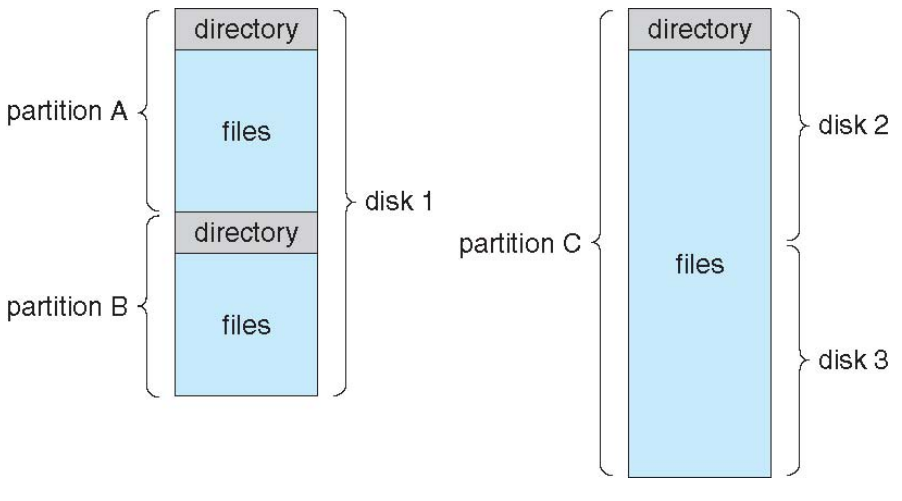 directory
partition A
files
disk 1
directory
partition B
files
directory
disk 2
partition C
files
disk 3